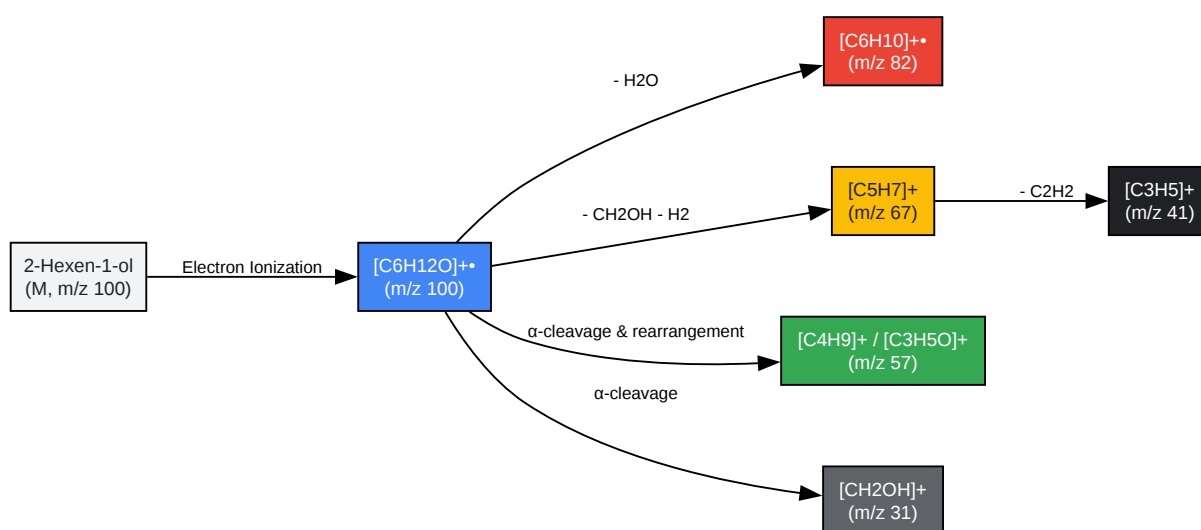 [C6H10]+•
(m/z 82)
- H2O
[C5H7]+
(m/z 67)
- C2H2
[C3H5]+
(m/z 41)
- CH2OH - H2
2-Hexen-1-ol
(M, m/z 100)
Electron Ionization
[C6H12O]+•
(m/z 100)
α-cleavage & rearrangement
[C4H9]+ / [C3H5O]+
(m/z 57)
α-cleavage
[CH2OH]+
(m/z 31)